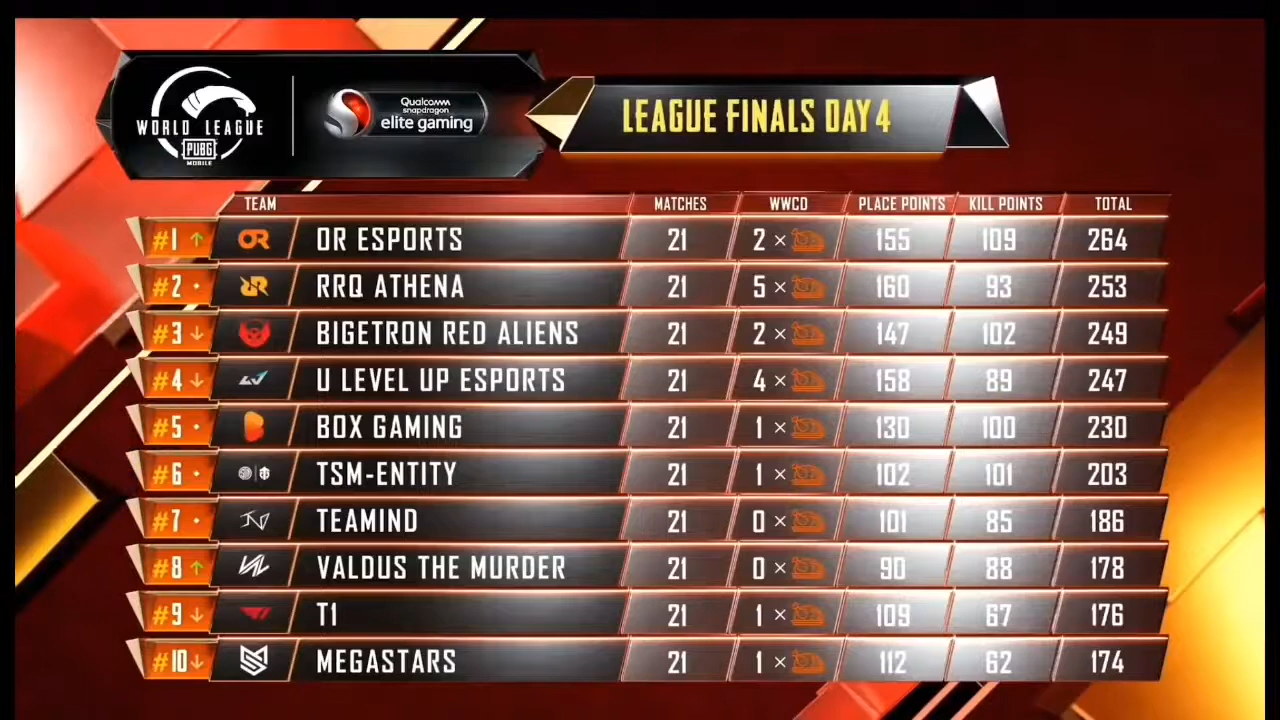 WORLD LEAGUE
PUBG
MOBILE
Qualcomm
snapdragon
elite gaming
LEAGUE FINALS DAY 4
TEAM MATCHES WWCD PLACE POINTS KILL POINTS TOTAL
#1 OR OR ESPORTS 21 2 × 155 109 264
#2 RRQ ATHENA 21 5 × 160 93 253
#3 BIGETRON RED ALIENS 21 2 × 147 102 249
#4 U LEVEL UP ESPORTS 21 4 × 158 89 247
#5 BOX GAMING 21 1 × 130 100 230
#6 TSM-ENTITY 21 1 × 102 101 203
#7 TEAMIND 21 0 × 101 85 186
#8 VALDUS THE MURDER 21 0 × 90 88 178
#9 T1 21 1 × 109 67 176
#10 MEGASTARS 21 1 × 112 62 174